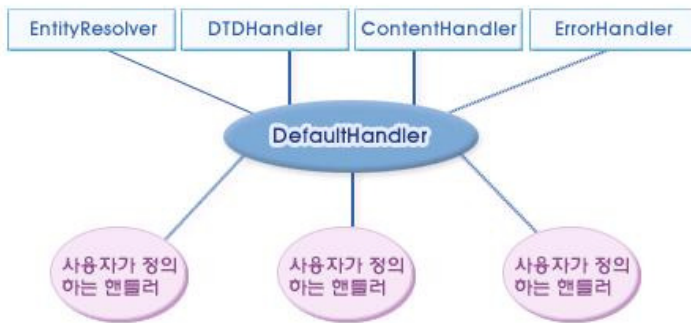 EntityResolver
DTDHandler
ContentHandler
ErrorHandler
DefaultHandler
사용자가 정의
하는 핸들러
사용자가 정의
하는 핸들러
사용자가 정의
하는 핸들러